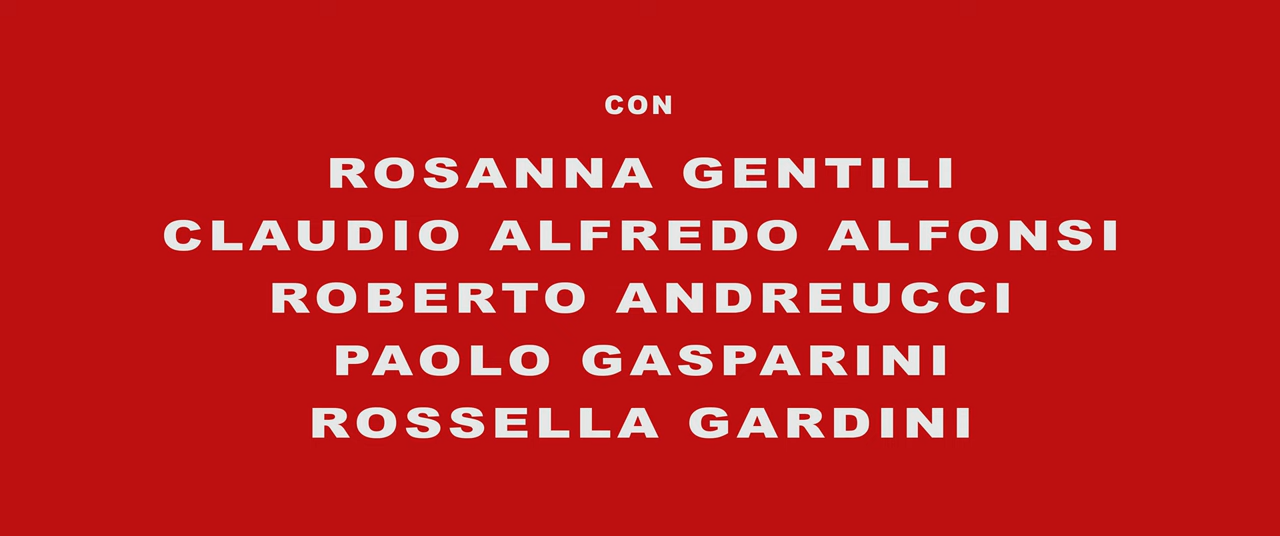 CON
ROSANNA GENTILI
CLAUDIO ALFREDO ALFONSI
ROBERTO ANDREUCCI
PAOLO GASPARINI
ROSSELLA GARDINI